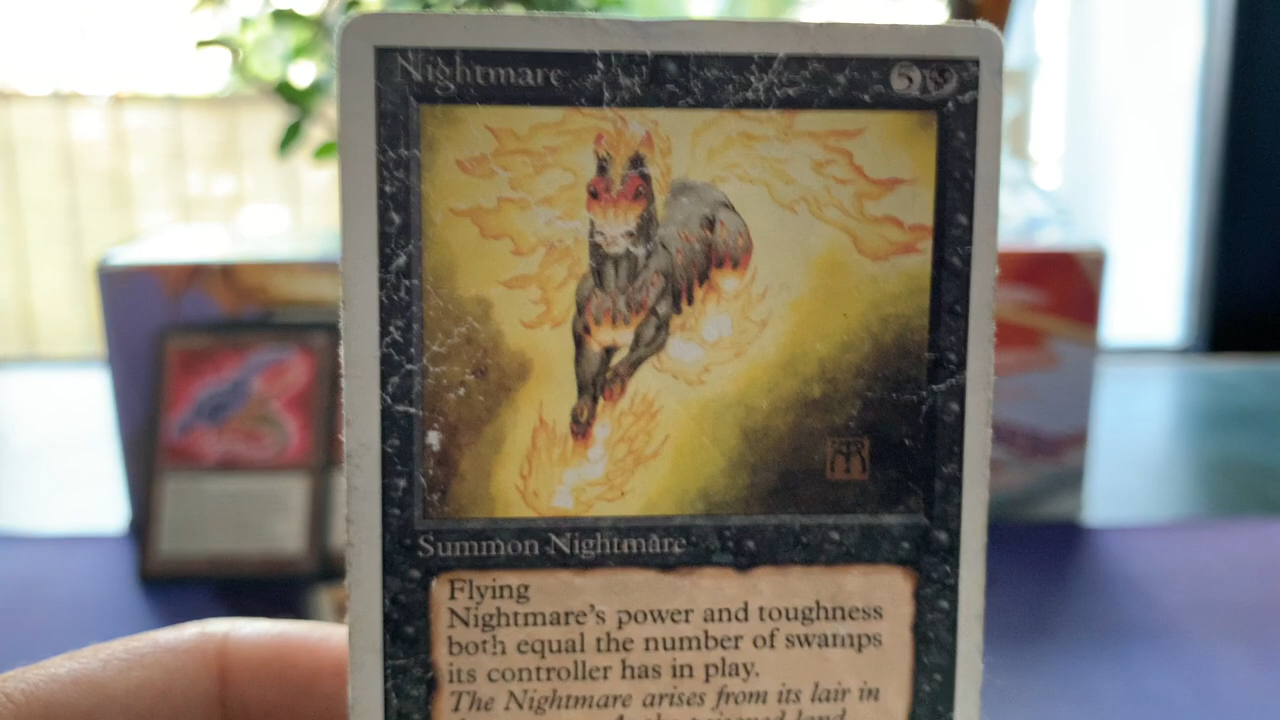 Nightmare 5
Summon Nightmare
Flying
Nightmare's power and toughness
both equal the number of swamps
its controller has in play.
The Nightmare arises from its lair in